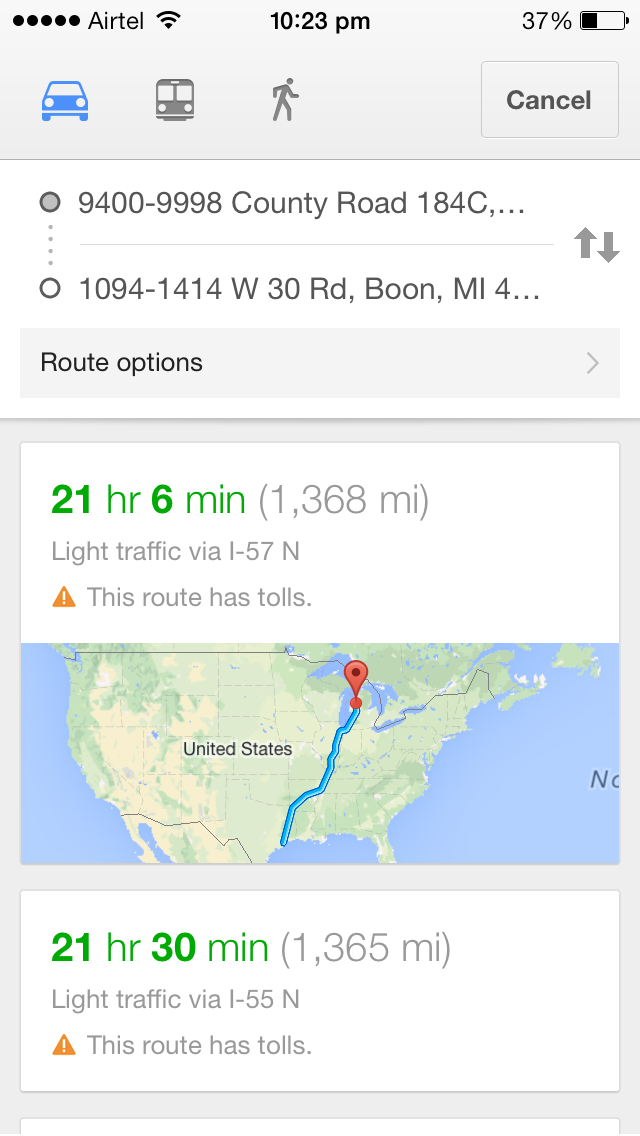 Airtel 10:23 pm 37%
Cancel
9400-9998 County Road 184C,...
1094-1414 W 30 Rd, Boon, MI 4...
Route options
21 hr 6 min (1,368 mi)
Light traffic via I-57 N
This route has tolls.
United States
No
21 hr 30 min (1,365 mi)
Light traffic via I-55 N
This route has tolls.